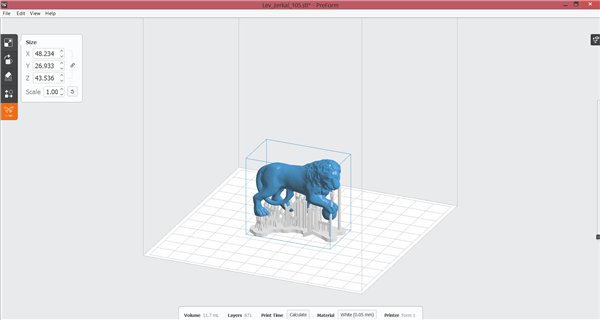 Lev_zerkal_105.stl* - PreForm
File Edit View Help
Size
X 48.234
Y 26.933
Z 43.536
Scale 1.00
Volume 11.7 mL Layers 871 Print Time Calculate Material White (0.05 mm) Printer Form 1